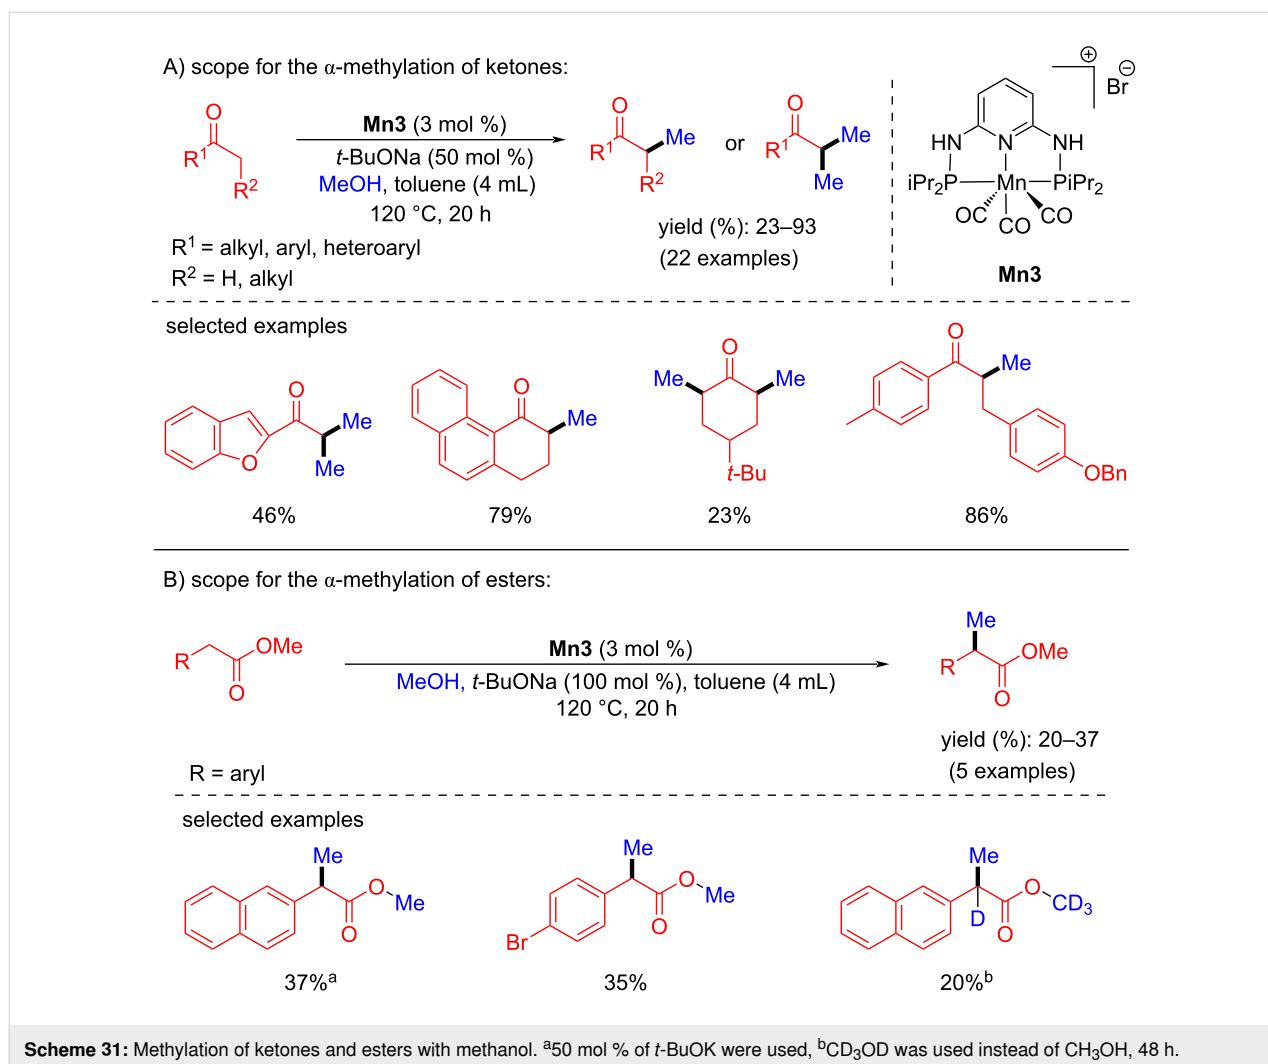 A) scope for the α-methylation of ketones:
O
R1
R2
Mn3 (3 mol %)
t-BuONa (50 mol %)
MeOH, toluene (4 mL)
120 °C, 20 h
O
R1
Me
R2
or
O
R1
Me
Me
yield (%): 23–93
(22 examples)
R1 = alkyl, aryl, heteroaryl
R2 = H, alkyl
⊕
Br⊖
HN
N
NH
iPr2P
Mn
PiPr2
OC
CO
CO
Mn3
selected examples
O
O
Me
Me
46%
O
Me
79%
O
Me
Me
t-Bu
23%
O
Me
OBn
86%
B) scope for the α-methylation of esters:
R
OMe
O
Mn3 (3 mol %)
MeOH, t-BuONa (100 mol %), toluene (4 mL)
120 °C, 20 h
Me
R
OMe
O
yield (%): 20–37
(5 examples)
R = aryl
selected examples
Me
O
Me
O
37%a
Me
O
Me
O
Br
35%
Me
O
CD3
D
O
20%b
Scheme 31: Methylation of ketones and esters with methanol. a50 mol % of t-BuOK were used, bCD3OD was used instead of CH3OH, 48 h.